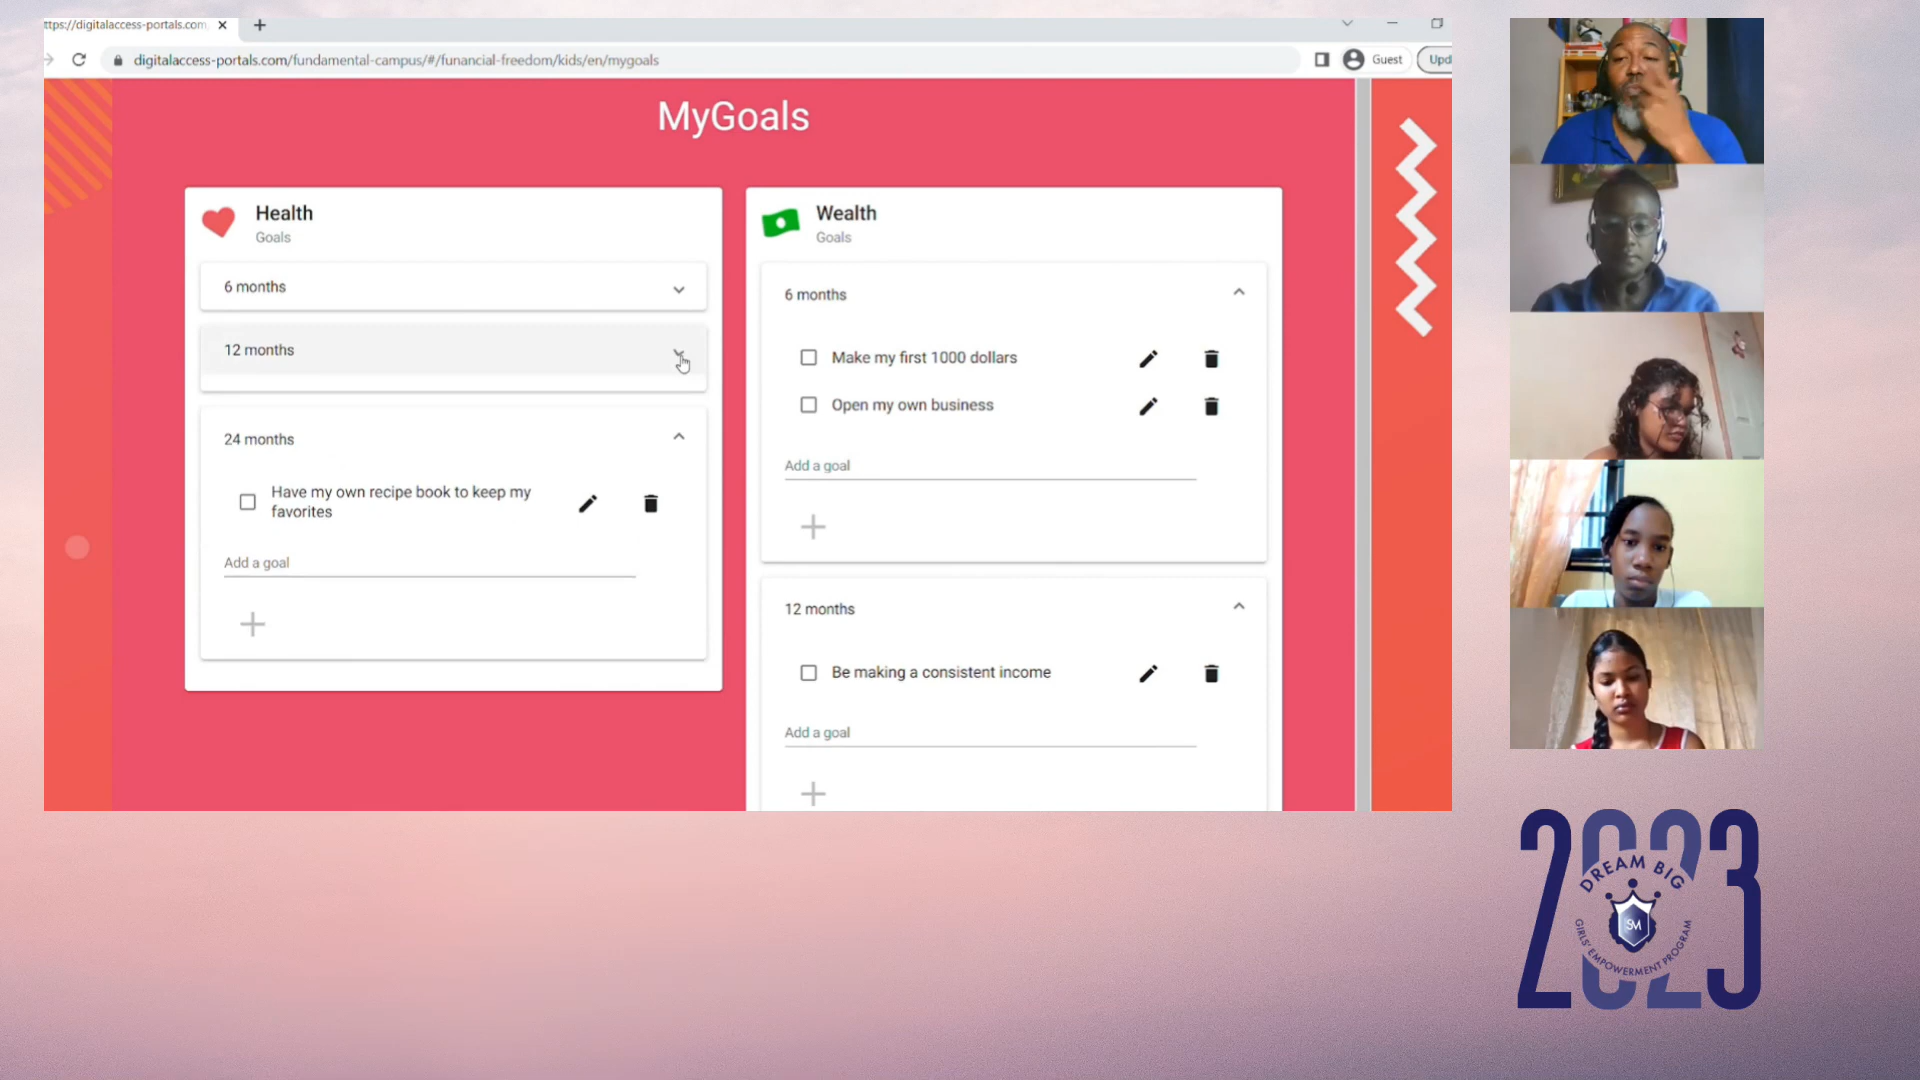 ttps://digitalaccess-portals.com
digitalaccess-portals.com/fundamental-campus/#/funancial-freedom/kids/en/mygoals
Guest
Upd
MyGoals
Health
Goals
6 months
12 months
24 months
Have my own recipe book to keep my
favorites
Add a goal
Wealth
Goals
6 months
Make my first 1000 dollars
Open my own business
Add a goal
12 months
Be making a consistent income
Add a goal
2023
DREAM BIG
SM
GIRLS' EMPOWERMENT PROGRAM